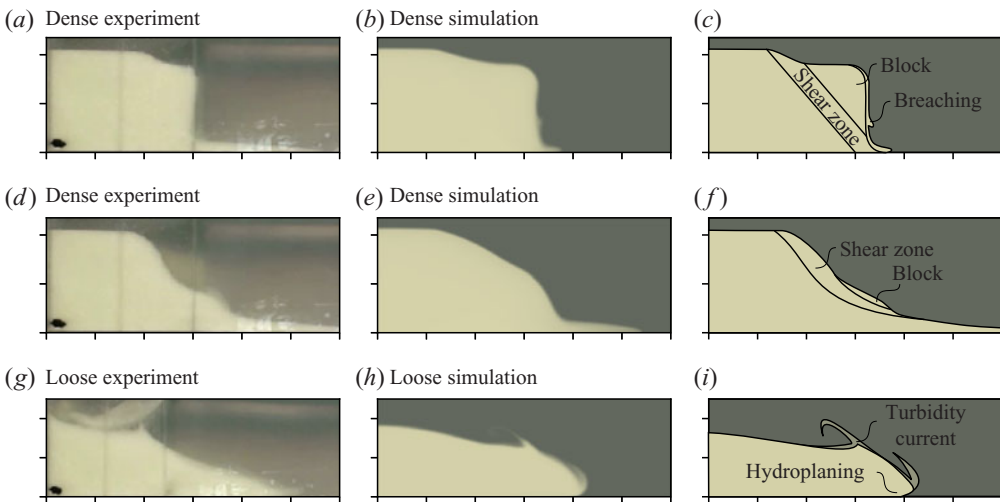 (a) Dense experiment
(b) Dense simulation
(c)
Shear zone
Block
Breaching
(d) Dense experiment
(e) Dense simulation
(f)
Shear zone
Block
(g) Loose experiment
(h) Loose simulation
(i)
Turbidity
current
Hydroplaning